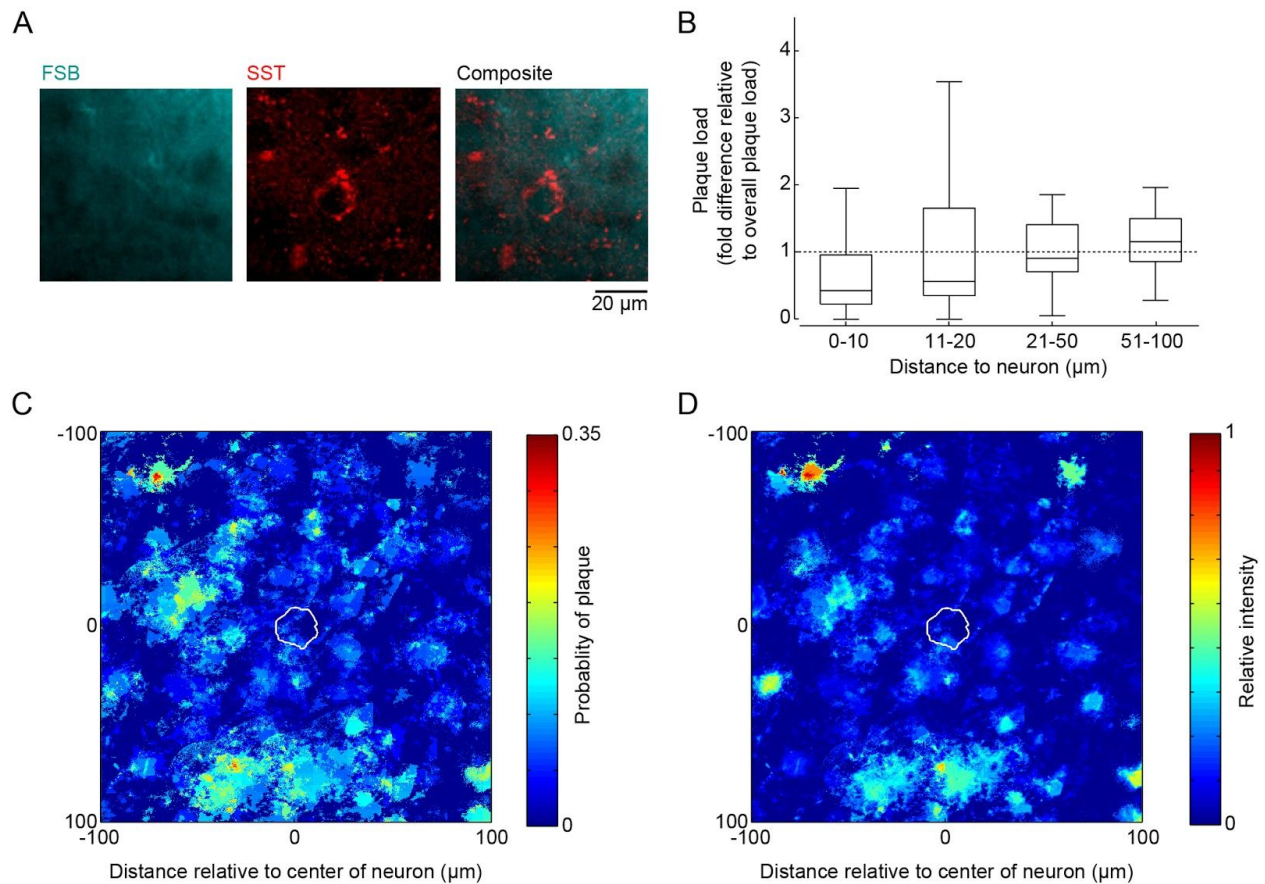 A
FSB
SST
Composite
20 µm
B
Plaque load
(fold difference relative
to overall plaque load)
4
3
2
1
0
0-10
11-20
21-50
51-100
Distance to neuron (µm)
C
-100
0
100
-100
0
100
Distance relative to center of neuron (µm)
0.35
0
Probablity of plaque
D
-100
0
100
-100
0
100
Distance relative to center of neuron (µm)
1
0
Relative intensity